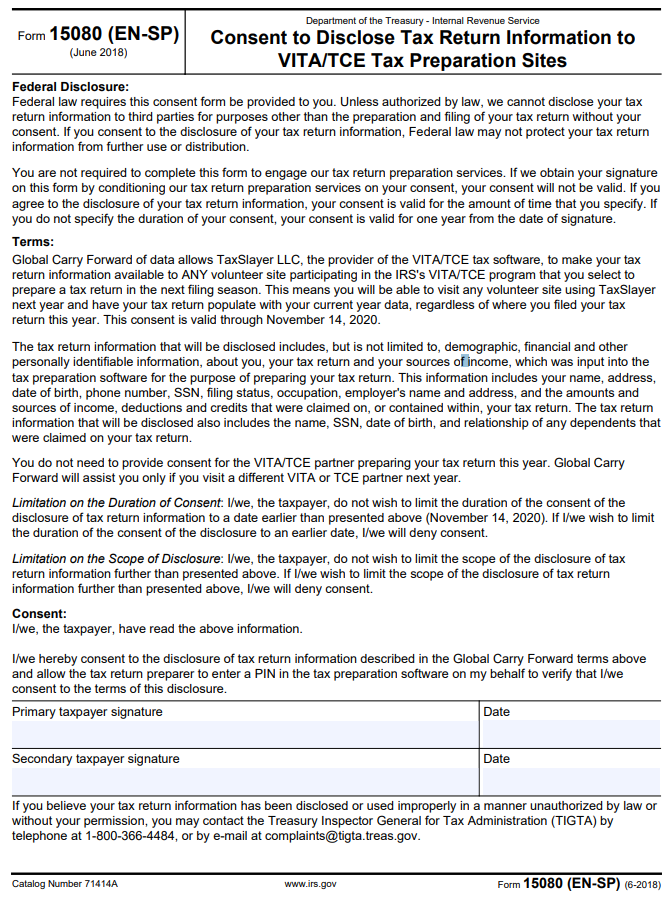 Form 15080 (EN-SP)
(June 2018)
Department of the Treasury - Internal Revenue Service
Consent to Disclose Tax Return Information to
VITA/TCE Tax Preparation Sites
Federal Disclosure:
Federal law requires this consent form be provided to you. Unless authorized by law, we cannot disclose your tax
return information to third parties for purposes other than the preparation and filing of your tax return without your
consent. If you consent to the disclosure of your tax return information, Federal law may not protect your tax return
information from further use or distribution.
You are not required to complete this form to engage our tax return preparation services. If we obtain your signature
on this form by conditioning our tax return preparation services on your consent, your consent will not be valid. If you
agree to the disclosure of your tax return information, your consent is valid for the amount of time that you specify. If
you do not specify the duration of your consent, your consent is valid for one year from the date of signature.
Terms:
Global Carry Forward of data allows TaxSlayer LLC, the provider of the VITA/TCE tax software, to make your tax
return information available to ANY volunteer site participating in the IRS's VITA/TCE program that you select to
prepare a tax return in the next filing season. This means you will be able to visit any volunteer site using TaxSlayer
next year and have your tax return populate with your current year data, regardless of where you filed your tax
return this year. This consent is valid through November 14, 2020.
The tax return information that will be disclosed includes, but is not limited to, demographic, financial and other
personally identifiable information, about you, your tax return and your sources of income, which was input into the
tax preparation software for the purpose of preparing your tax return. This information includes your name, address,
date of birth, phone number, SSN, filing status, occupation, employer's name and address, and the amounts and
sources of income, deductions and credits that were claimed on, or contained within, your tax return. The tax return
information that will be disclosed also includes the name, SSN, date of birth, and relationship of any dependents that
were claimed on your tax return.
You do not need to provide consent for the VITA/TCE partner preparing your tax return this year. Global Carry
Forward will assist you only if you visit a different VITA or TCE partner next year.
Limitation on the Duration of Consent: I/we, the taxpayer, do not wish to limit the duration of the consent of the
disclosure of tax return information to a date earlier than presented above (November 14, 2020). If I/we wish to limit
the duration of the consent of the disclosure to an earlier date, I/we will deny consent.
Limitation on the Scope of Disclosure: I/we, the taxpayer, do not wish to limit the scope of the disclosure of tax
return information further than presented above. If I/we wish to limit the scope of the disclosure of tax return
information further than presented above, I/we will deny consent.
Consent:
I/we, the taxpayer, have read the above information.
I/we hereby consent to the disclosure of tax return information described in the Global Carry Forward terms above
and allow the tax return preparer to enter a PIN in the tax preparation software on my behalf to verify that I/we
consent to the terms of this disclosure.
Primary taxpayer signature
Date
Secondary taxpayer signature
Date
If you believe your tax return information has been disclosed or used improperly in a manner unauthorized by law or
without your permission, you may contact the Treasury Inspector General for Tax Administration (TIGTA) by
telephone at 1-800-366-4484, or by e-mail at complaints@tigta.treas.gov.
Catalog Number 71414A
www.irs.gov
Form 15080 (EN-SP) (6-2018)